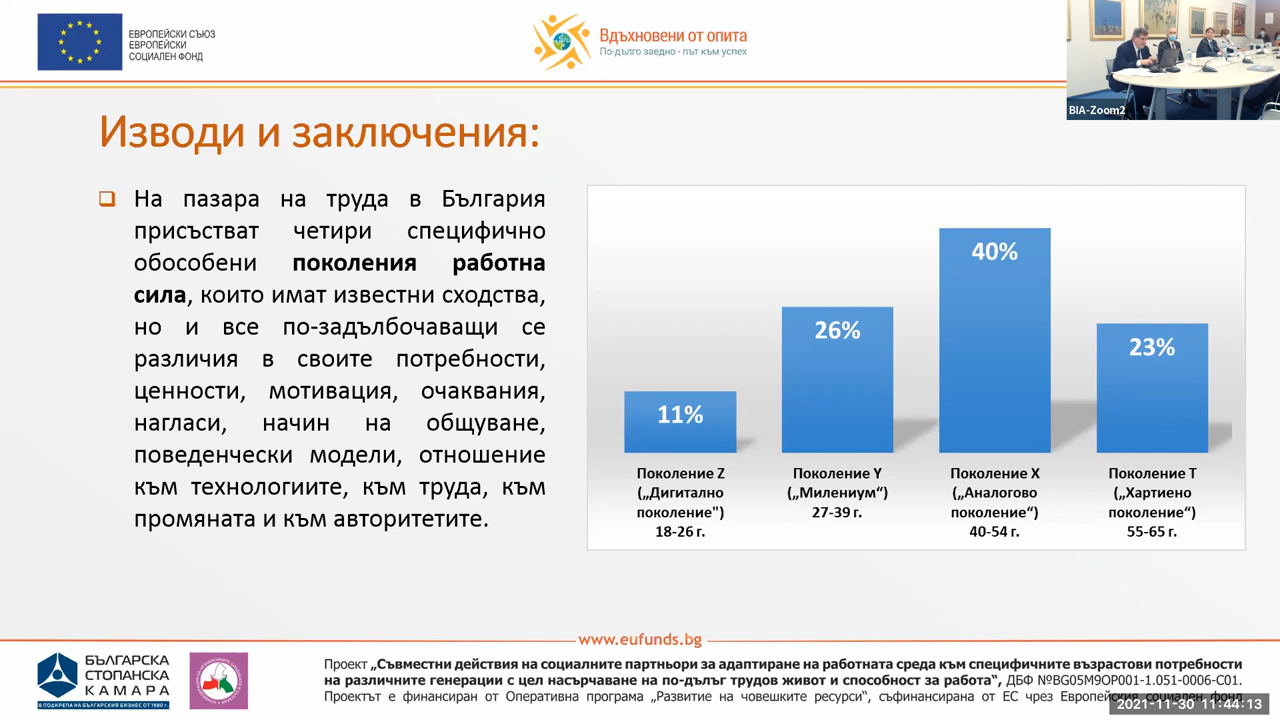 ЕВРОПЕЙСКИ СЪЮЗ
ЕВРОПЕЙСКИ
СОЦИАЛЕН ФОНД
Вдъхновени от опита
По-дълго заедно - път към успех
BIA-Zoom2
Изводи и заключения:
На пазара на труда в България
присъстват четири специфично
обособени поколения работна
сила, които имат известни сходства,
но и все по-задълбочаващи се
различия в своите потребности,
ценности, мотивация, очаквания,
нагласи, начин на общуване,
поведенчески модели, отношение
към технологиите, към труда, към
промяната и към авторитетите.
11%
26%
40%
23%
Поколение Z
(„Дигитално
поколение")
18-26 г.
Поколение Y
(„Милениум“)
27-39 г.
Поколение X
(„Аналогово
поколение“)
40-54 г.
Поколение Т
(„Хартиено
поколение“)
55-65 г.
www.eufunds.bg
БЪЛГАРСКА
СТОПАНСКА
КАМАРА
В ПОДКРЕПА НА БЪЛГАРСКИЯ БИЗНЕС ОТ 1980 Г.
Проект „Съвместни действия на социалните партньори за адаптиране на работната среда към специфичните възрастови потребности
на различните генерации с цел насърчаване на по-дълъг трудов живот и способност за работа“, ДБФ №BG05M9OP001-1.051-0006-C01.
Проектът е финансиран от Оперативна програма „Развитие на човешките ресурси“, съфинансирана от ЕС чрез Европейския социален фонд
2021-11-30 11:44:13